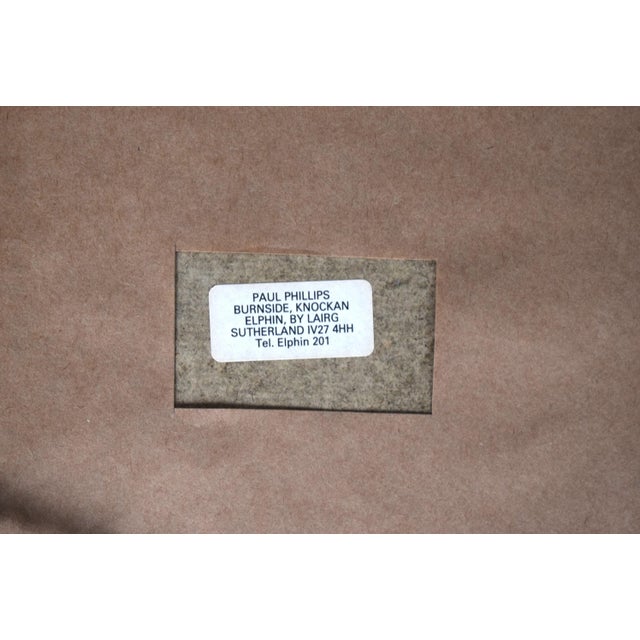 PAUL PHILLIPS
BURNSIDE, KNOCKAN
ELPHIN, BY LAIRG
SUTHERLAND IV27 4HH
Tel. Elphin 201